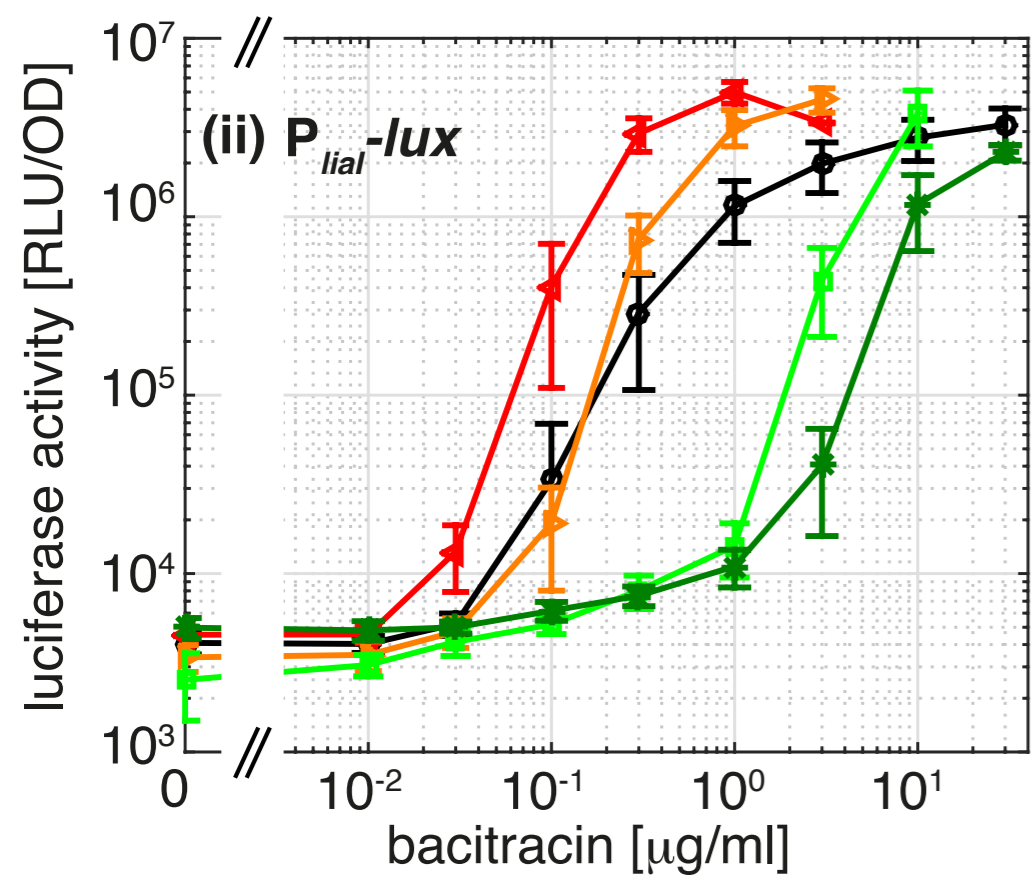 10⁷
(ii) P_liaI-lux
10⁶
10⁵
10⁴
10³
luciferase activity [RLU/OD]
0 10⁻² 10⁻¹ 10⁰ 10¹
bacitracin [μg/ml]